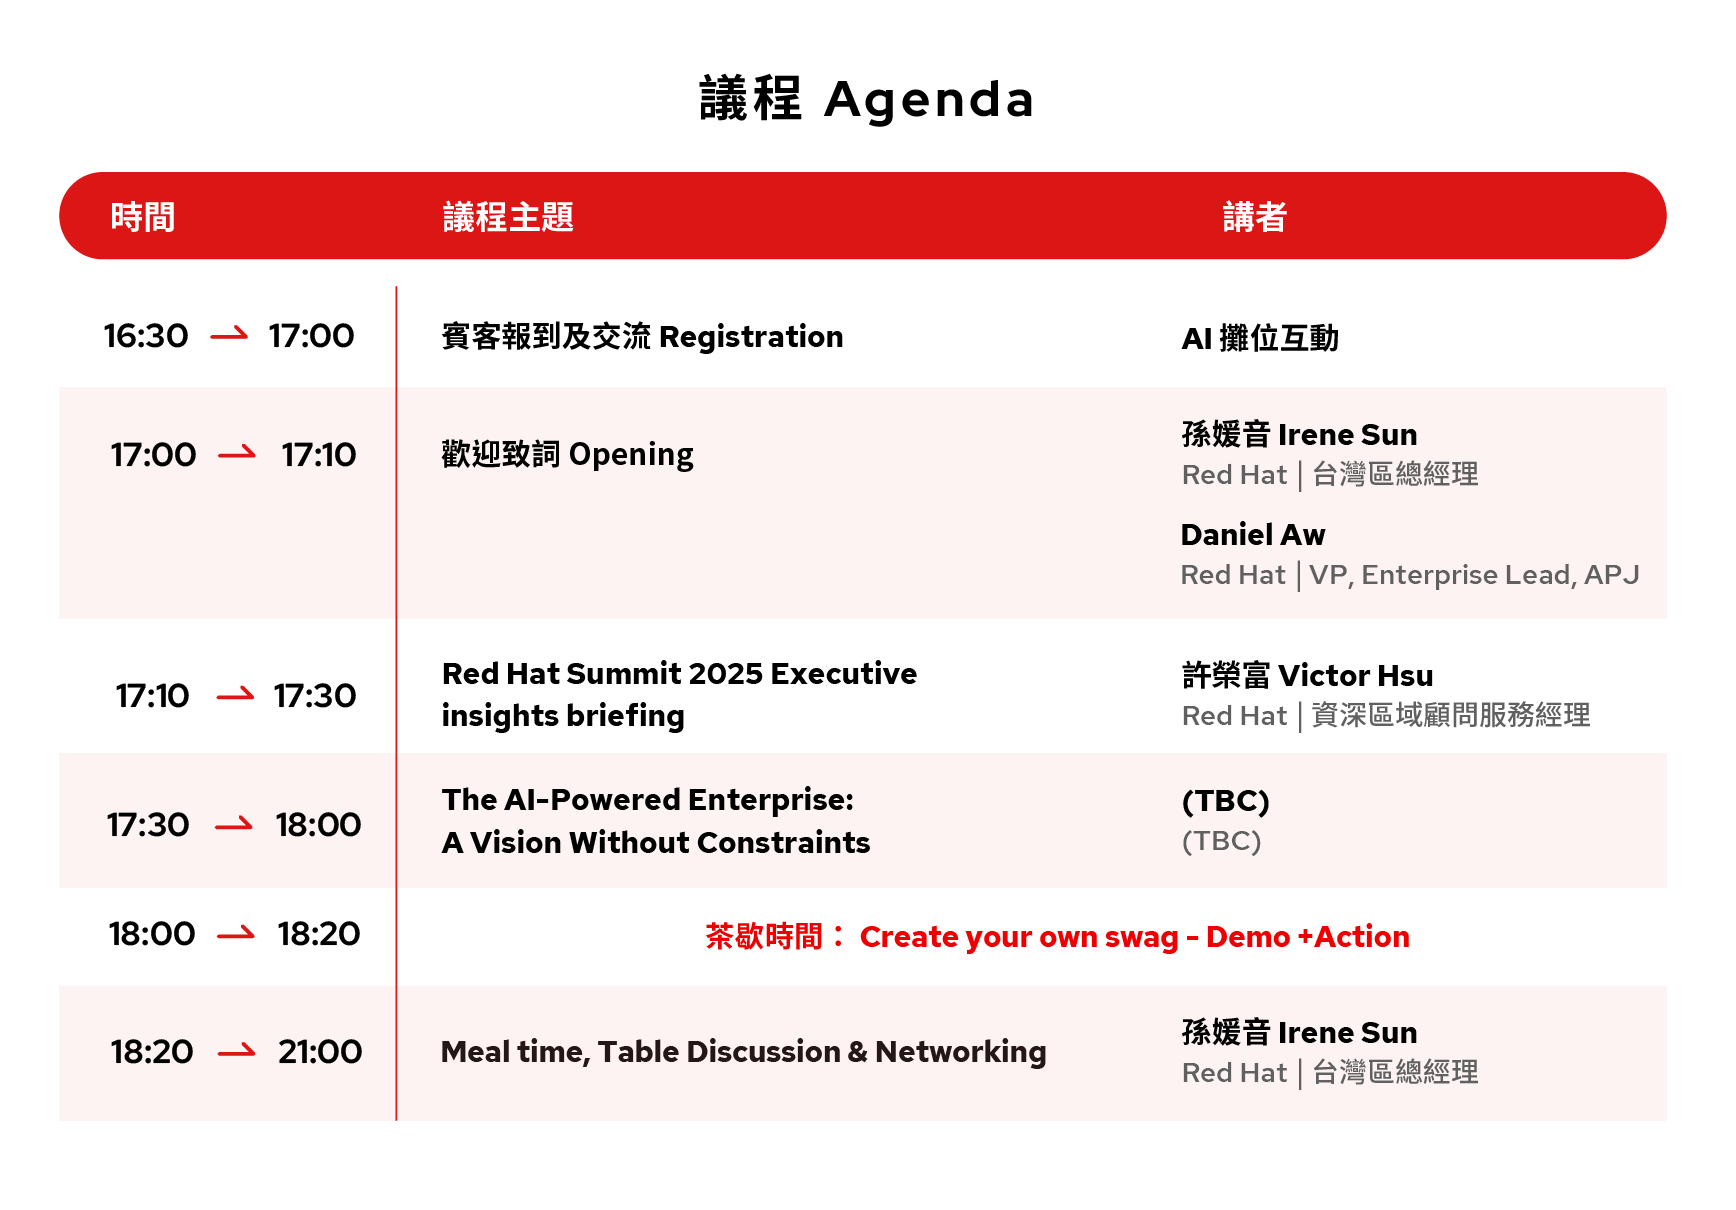 議程 Agenda
時間 議程主題 講者
16:30 17:00 賓客報到及交流 Registration AI 攤位互動
17:00 17:10 歡迎致詞 Opening 孫媛音 Irene Sun
Red Hat | 台灣區總經理
Daniel Aw
Red Hat | VP, Enterprise Lead, APJ
17:10 17:30 Red Hat Summit 2025 Executive
insights briefing
許榮富 Victor Hsu
Red Hat | 資深區域顧問服務經理
17:30 18:00 The AI-Powered Enterprise:
A Vision Without Constraints
(TBC)
(TBC)
18:00 18:20 茶歇時間： Create your own swag - Demo +Action
18:20 21:00 Meal time, Table Discussion & Networking 孫媛音 Irene Sun
Red Hat | 台灣區總經理